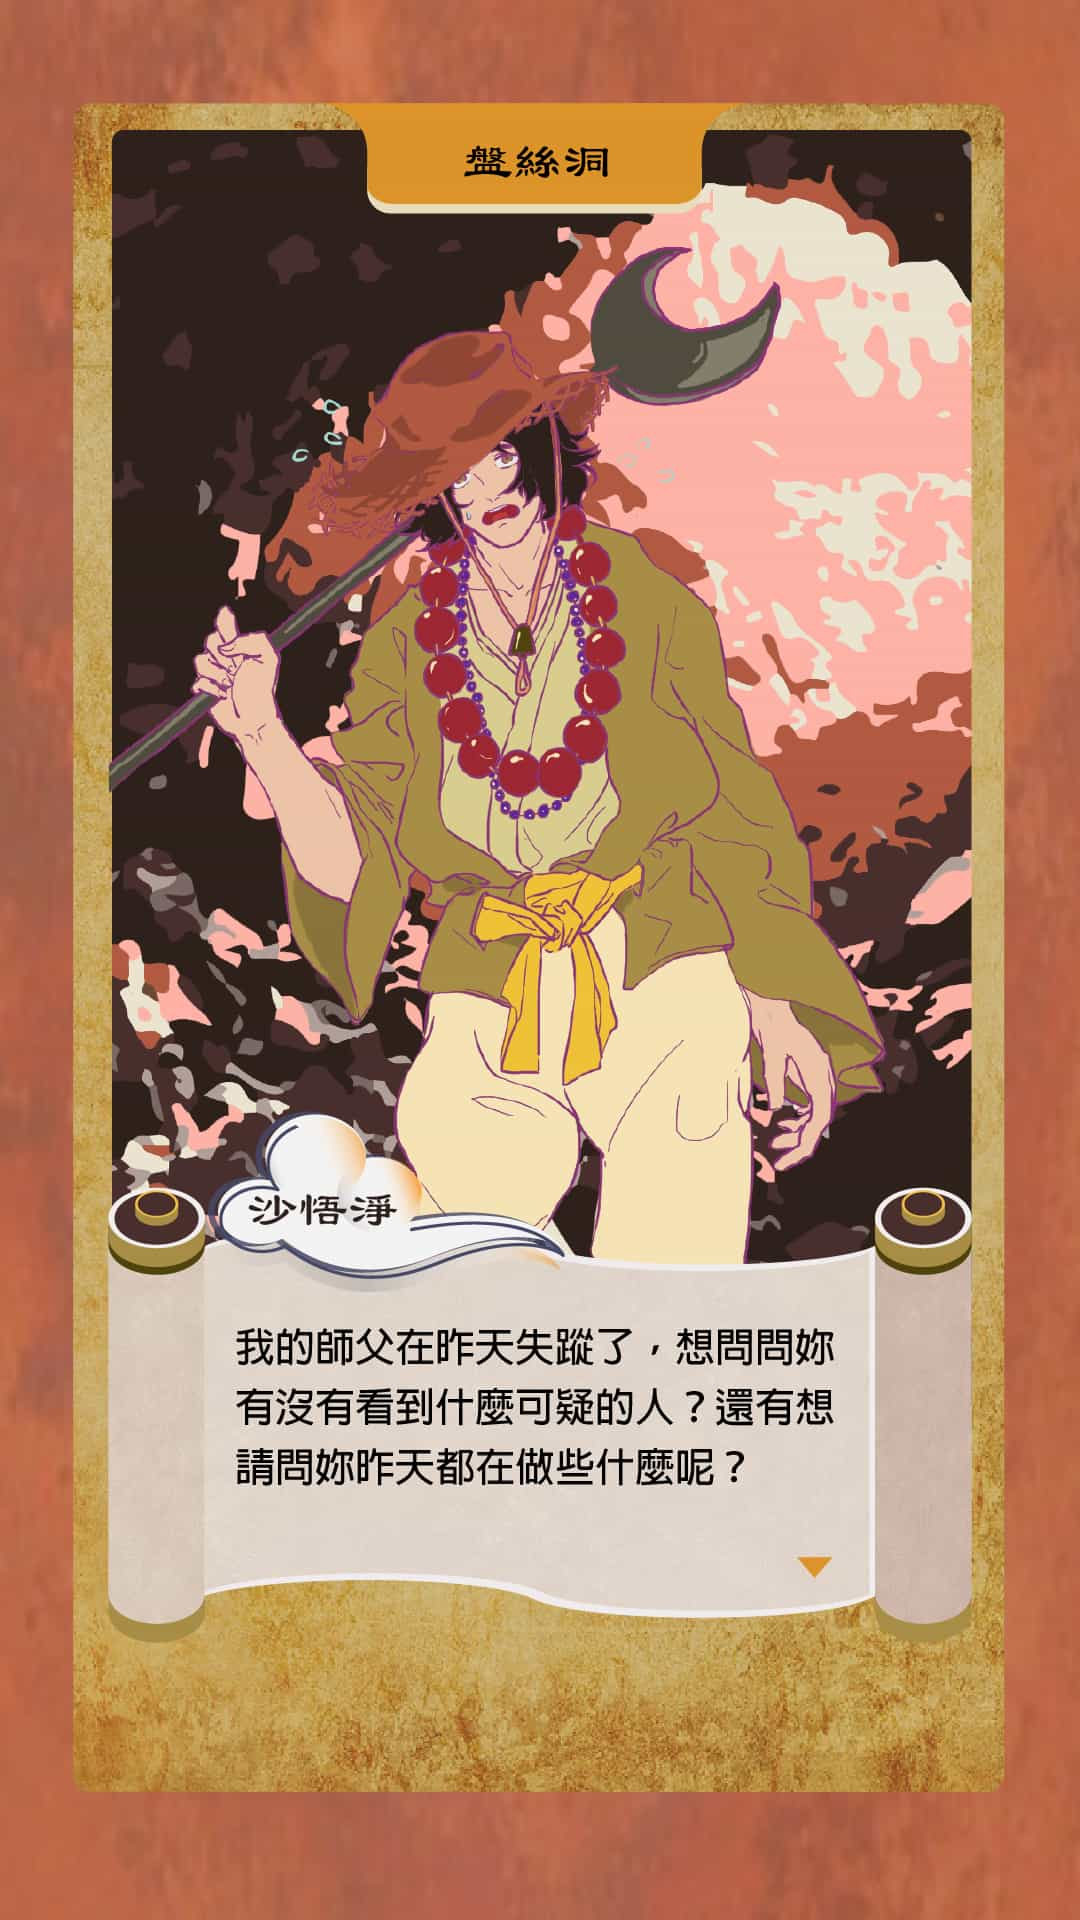 盤絲洞
沙悟淨
我的師父在昨天失蹤了，想問問妳
有沒有看到什麼可疑的人？還有想
請問妳昨天都在做些什麼呢？